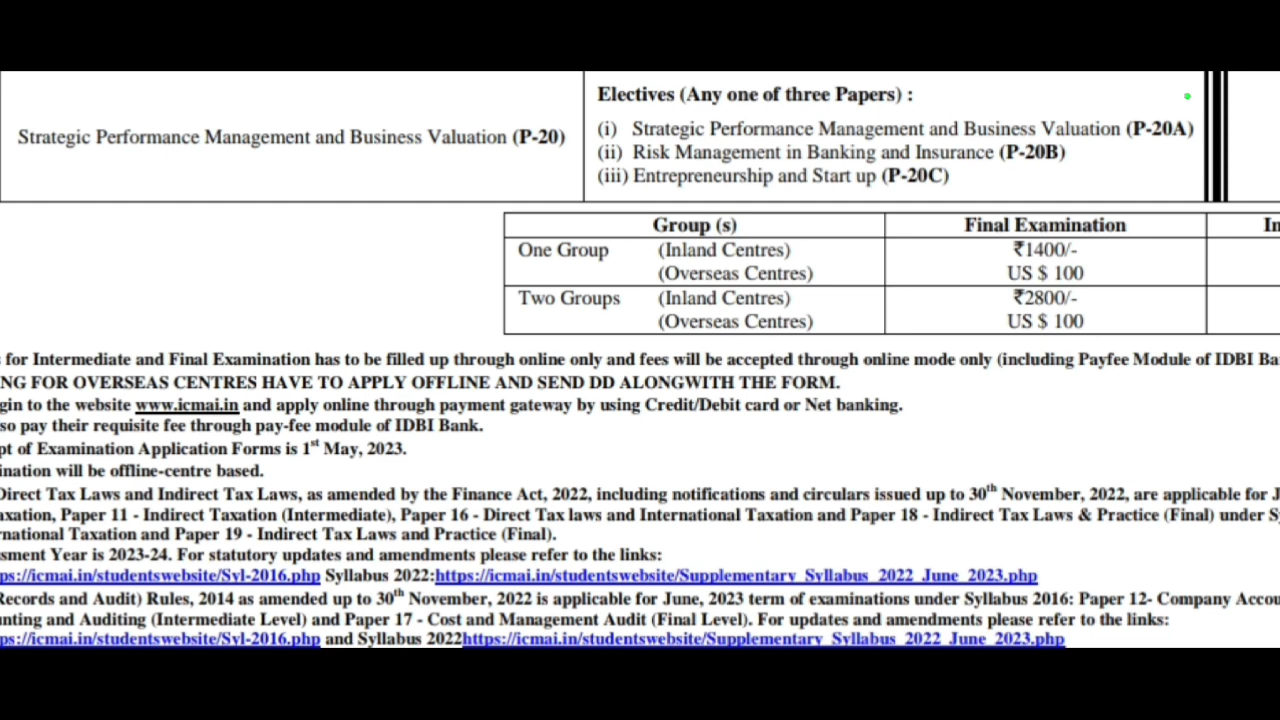 Electives (Any one of three Papers) :
Strategic Performance Management and Business Valuation (P-20)
(i) Strategic Performance Management and Business Valuation (P-20A)
(ii) Risk Management in Banking and Insurance (P-20B)
(iii) Entrepreneurship and Start up (P-20C)
Group (s) Final Examination In
One Group (Inland Centres) ₹1400/-
(Overseas Centres) US $ 100
Two Groups (Inland Centres) ₹2800/-
(Overseas Centres) US $ 100
s for Intermediate and Final Examination has to be filled up through online only and fees will be accepted through online mode only (including Payfee Module of IDBI Ba
NG FOR OVERSEAS CENTRES HAVE TO APPLY OFFLINE AND SEND DD ALONGWITH THE FORM.
gin to the website www.icmai.in and apply online through payment gateway by using Credit/Debit card or Net banking.
so pay their requisite fee through pay-fee module of IDBI Bank.
pt of Examination Application Forms is 1st May, 2023.
ination will be offline-centre based.
Direct Tax Laws and Indirect Tax Laws, as amended by the Finance Act, 2022, including notifications and circulars issued up to 30th November, 2022, are applicable for J
axation, Paper 11 - Indirect Taxation (Intermediate), Paper 16 - Direct Tax laws and International Taxation and Paper 18 - Indirect Tax Laws & Practice (Final) under S
rnational Taxation and Paper 19 - Indirect Tax Laws and Practice (Final).
ssment Year is 2023-24. For statutory updates and amendments please refer to the links:
ps://icmai.in/studentswebsite/Syl-2016.php Syllabus 2022:https://icmai.in/studentswebsite/Supplementary_Syllabus_2022_June_2023.php
Records and Audit) Rules, 2014 as amended up to 30th November, 2022 is applicable for June, 2023 term of examinations under Syllabus 2016: Paper 12- Company Accou
nting and Auditing (Intermediate Level) and Paper 17 - Cost and Management Audit (Final Level). For updates and amendments please refer to the links:
ps://icmai.in/studentswebsite/Syl-2016.php and Syllabus 2022https://icmai.in/studentswebsite/Supplementary_Syllabus_2022_June_2023.php